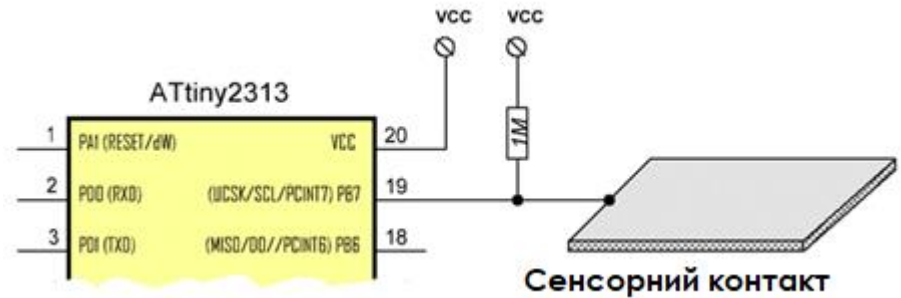 VCC VCC
ATtiny2313
1 PA1 (RESET/dW) VCC 20
2 PD0 (RXD) (UCSK/SCL/PCINT7) PB7 19
3 PD1 (TXD) (MISO/DO//PCINT6) PB6 18
1M
Сенсорний контакт